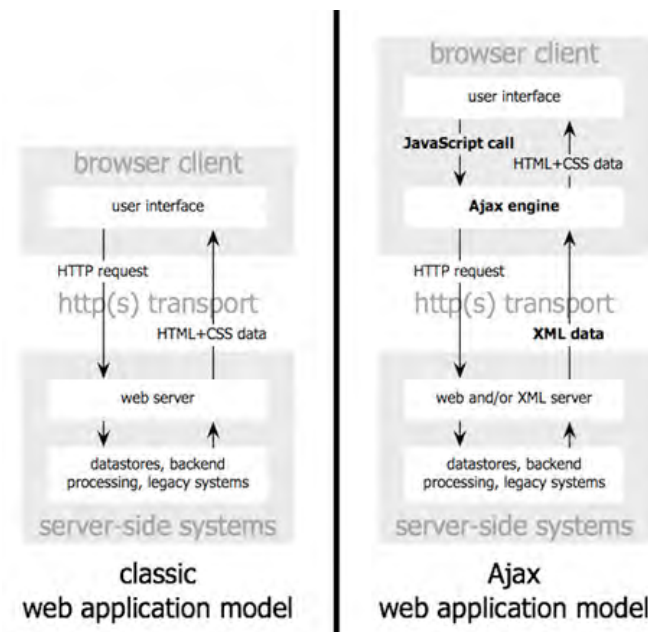 browser client
user interface
HTTP request
http(s) transport
HTML+CSS data
web server
datastores, backend
processing, legacy systems
server-side systems
classic
web application model
browser client
user interface
JavaScript call
HTML+CSS data
Ajax engine
HTTP request
http(s) transport
XML data
web and/or XML server
datastores, backend
processing, legacy systems
server-side systems
Ajax
web application model